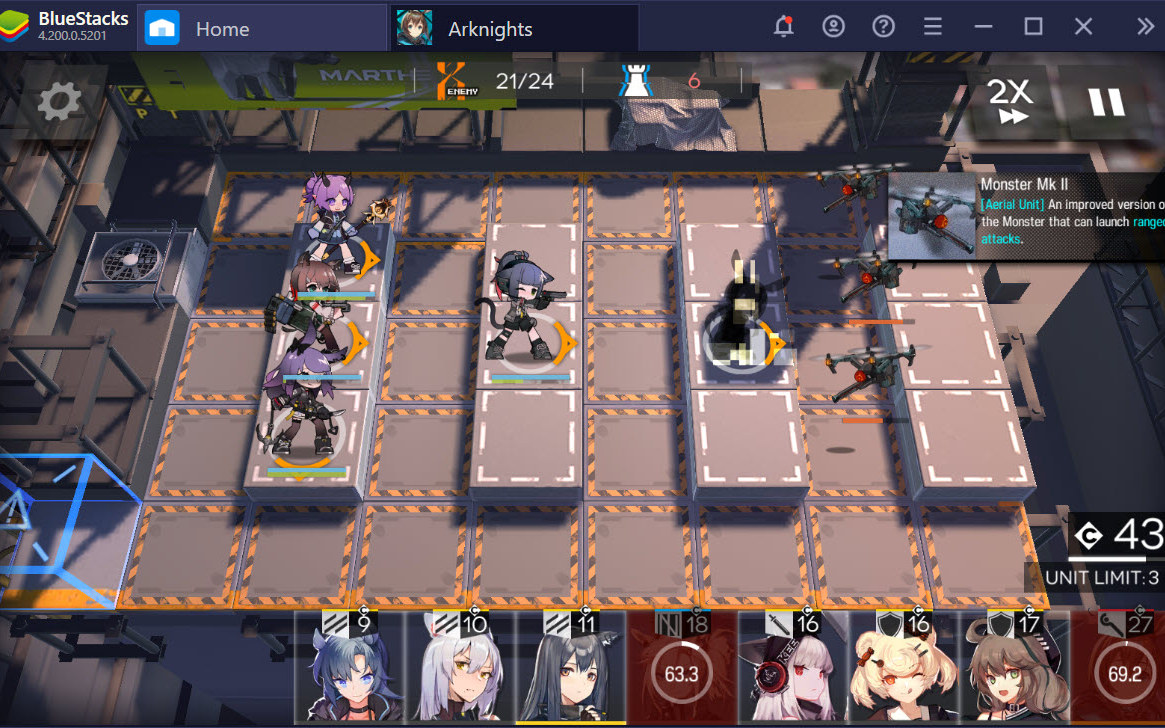 BlueStacks
4.200.0.5201
Home
Arknights
MARTHE
P T
ENEMY
21/24
6
2X
Monster Mk II
[Aerial Unit] An improved version o
the Monster that can launch ranged
attacks.
43
UNIT LIMIT:3
C 9
C 10
C 11
C 18
C 16
C 16
C 17
C 27
63.3
69.2